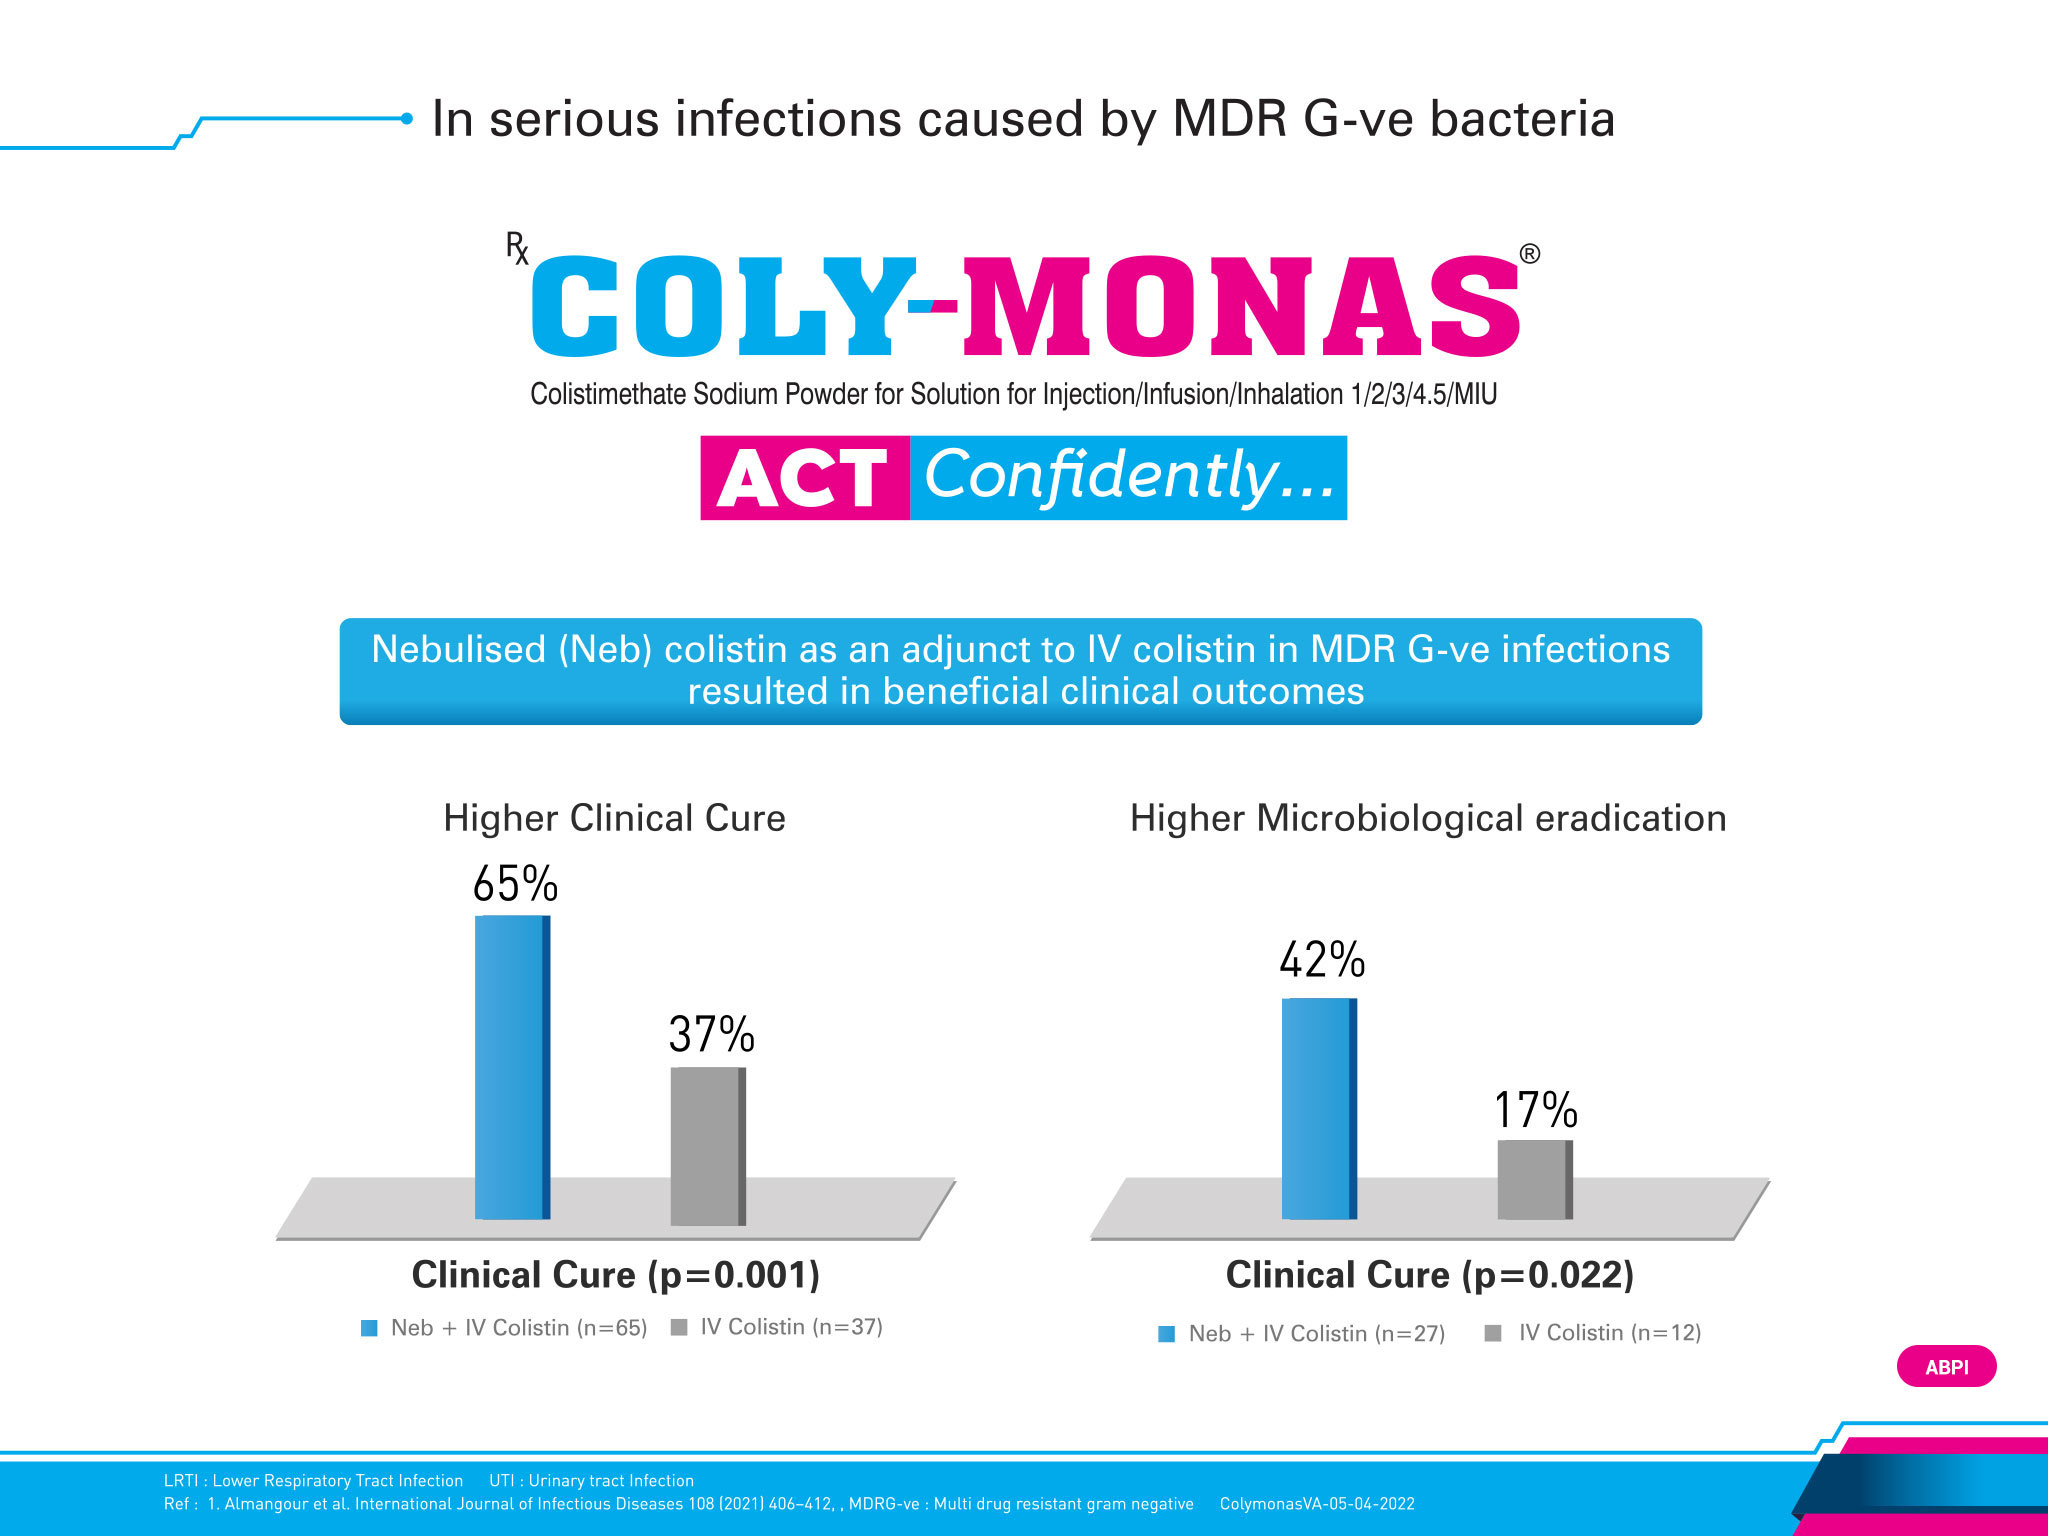 In serious infections caused by MDR G-ve bacteria
Rx COLY-MONAS®
Colistimethate Sodium Powder for Solution for Injection/Infusion/Inhalation 1/2/3/4.5/MIU
ACT Confidently...
Nebulised (Neb) colistin as an adjunct to IV colistin in MDR G-ve infections
resulted in beneficial clinical outcomes
Higher Clinical Cure
65%
37%
Clinical Cure (p=0.001)
Neb + IV Colistin (n=65) IV Colistin (n=37)
Higher Microbiological eradication
42%
17%
Clinical Cure (p=0.022)
Neb + IV Colistin (n=27) IV Colistin (n=12)
ABPI
LRTI : Lower Respiratory Tract Infection UTI : Urinary tract Infection
Ref : 1. Almangour et al. International Journal of Infectious Diseases 108 (2021) 406–412, , MDRG-ve : Multi drug resistant gram negative ColymonasVA-05-04-2022